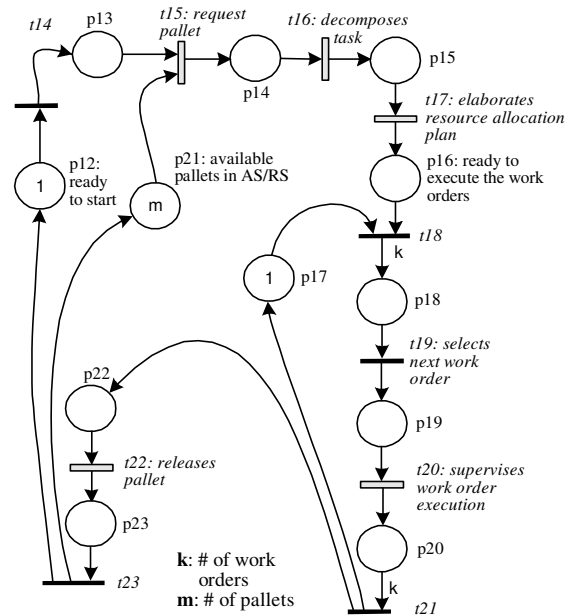 t14
p13
t15: request
pallet
p14
t16: decomposes
task
p15
t17: elaborates
resource allocation
plan
p12:
ready
to start
1
p21: available
pallets in AS/RS
m
p16: ready to
execute the work
orders
t18
k
1
p17
p18
t19: selects
next work
order
p22
p19
t22: releases
pallet
t20: supervises
work order
execution
p23
p20
k: # of work
orders
m: # of pallets
k
t23
t21